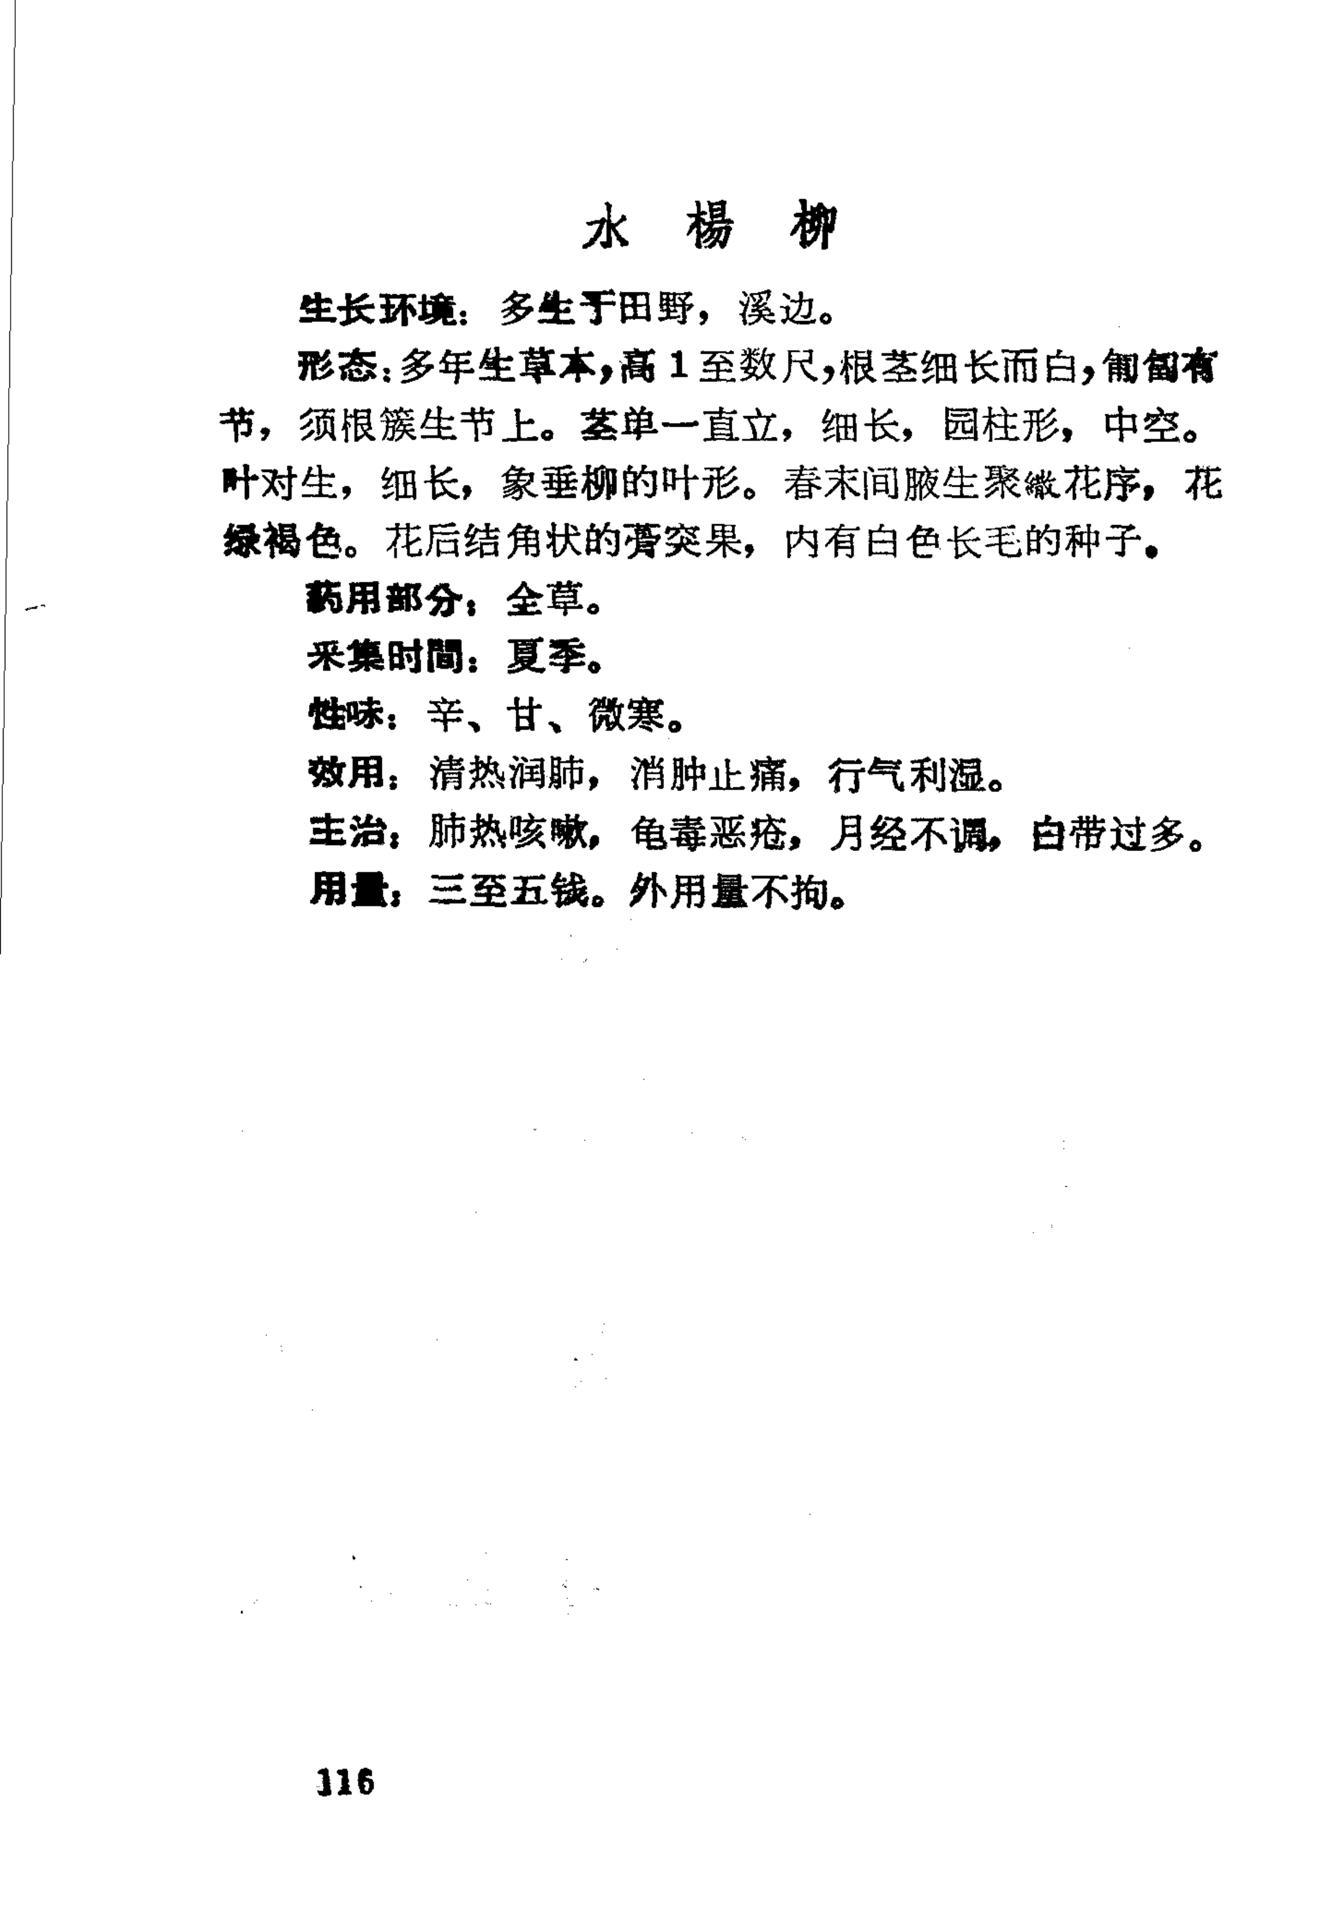 水楊柳
生长环境：多生于田野，溪边。
形态：多年生草本，高1至数尺，根茎细长而白，匍匐有
节，须根簇生节上。茎单一直立，细长，园柱形，中空。
叶对生，细长，象垂柳的叶形。春末间腋生聚繖花序，花
绿褐色。花后结角状的蓇突果，内有白色长毛的种子。
药用部分：全草。
采集时間：夏季。
性味：辛、甘、微寒。
效用：清热润肺，消肿止痛，行气利湿。
主治：肺热咳嗽，龟毒恶疮，月经不调，白带过多。
用量：三至五钱。外用量不拘。
116